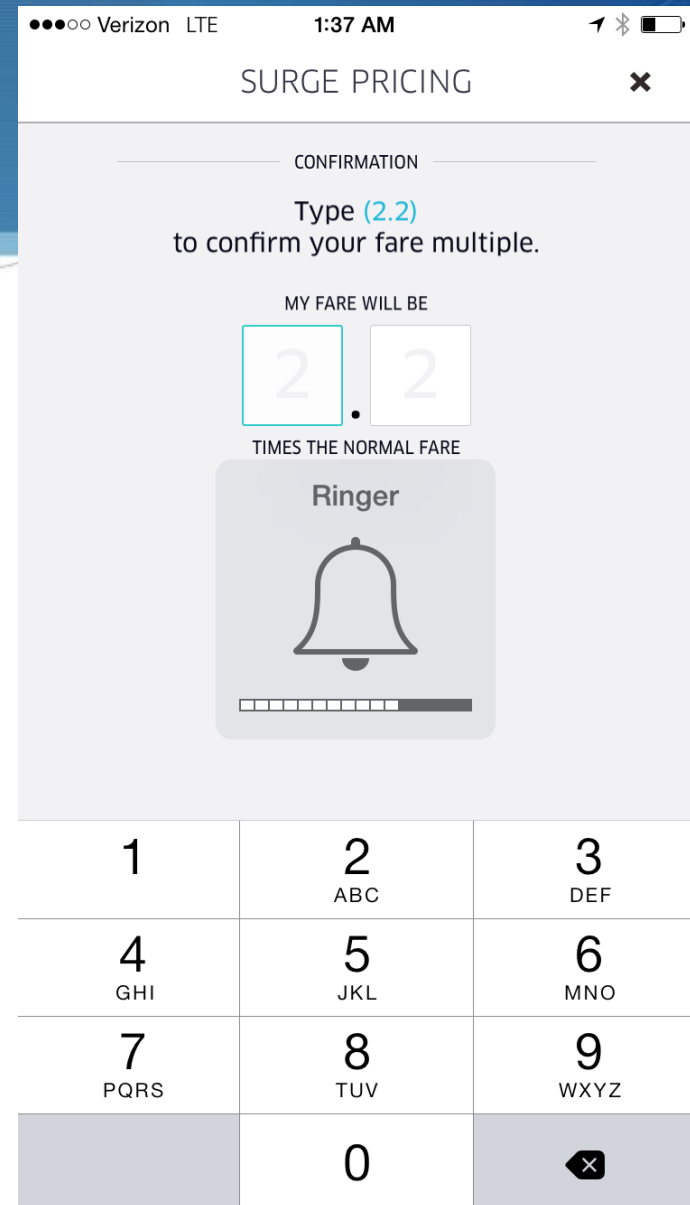 Verizon LTE 1:37 AM
SURGE PRICING
CONFIRMATION
Type (2.2)
to confirm your fare multiple.
MY FARE WILL BE
2 . 2
TIMES THE NORMAL FARE
Ringer
1 2 3
ABC DEF
4 5 6
GHI JKL MNO
7 8 9
PQRS TUV WXYZ
0